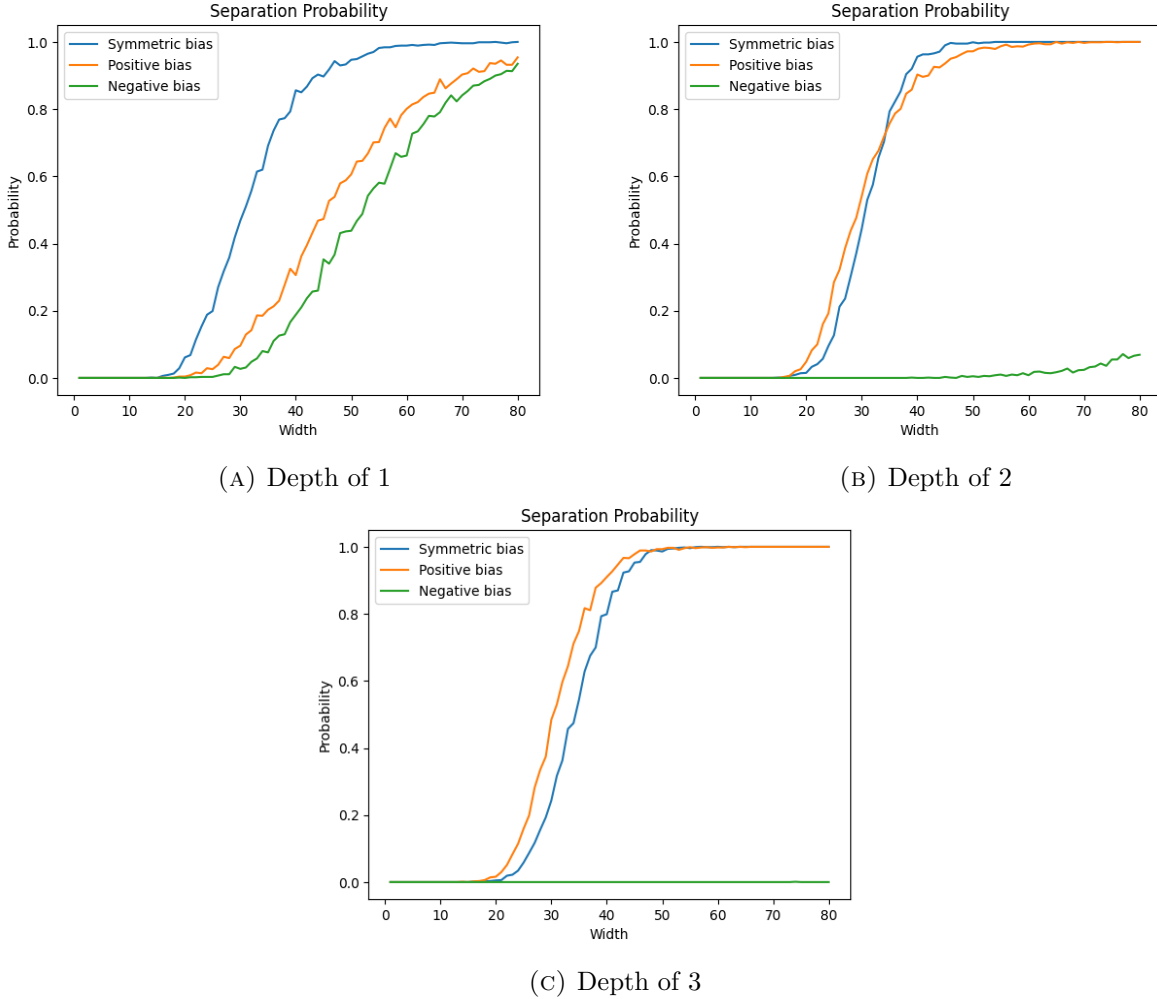 Separation Probability
1.0
0.8
0.6
0.4
0.2
0.0
Probability
Symmetric bias
Positive bias
Negative bias
0 10 20 30 40 50 60 70 80
Width
(A) Depth of 1
Separation Probability
1.0
0.8
0.6
0.4
0.2
0.0
Probability
Symmetric bias
Positive bias
Negative bias
0 10 20 30 40 50 60 70 80
Width
(B) Depth of 2
Separation Probability
1.0
0.8
0.6
0.4
0.2
0.0
Probability
Symmetric bias
Positive bias
Negative bias
0 10 20 30 40 50 60 70 80
Width
(C) Depth of 3